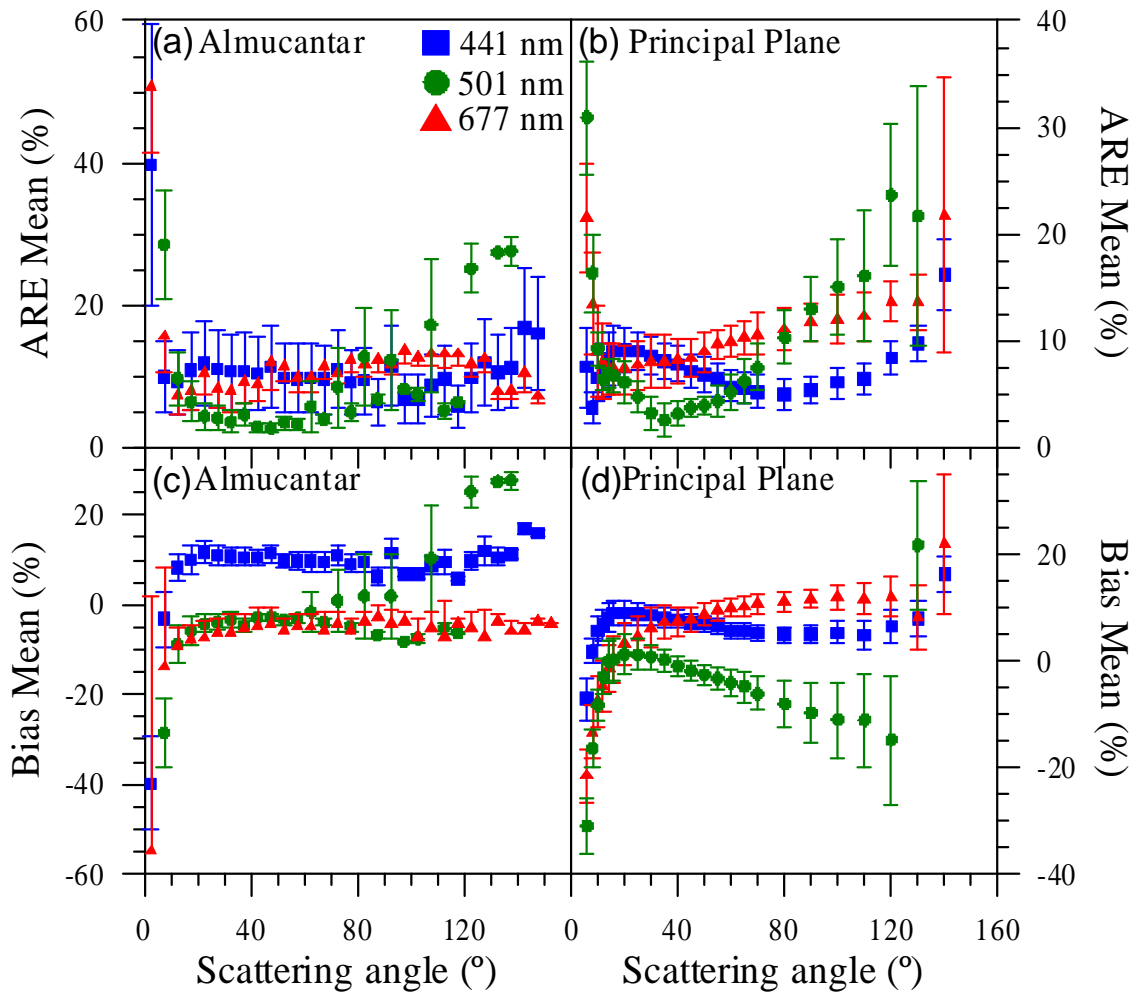 (a) Almucantar
441 nm
501 nm
677 nm
(b) Principal Plane
60
40
20
0
ARE Mean (%)
40
30
20
10
0
ARE Mean (%)
(c) Almucantar
(d) Principal Plane
20
0
-20
-40
-60
Bias Mean (%)
20
0
-20
-40
Bias Mean (%)
0 40 80 120
0 40 80 120 160
Scattering angle (º)
Scattering angle (º)